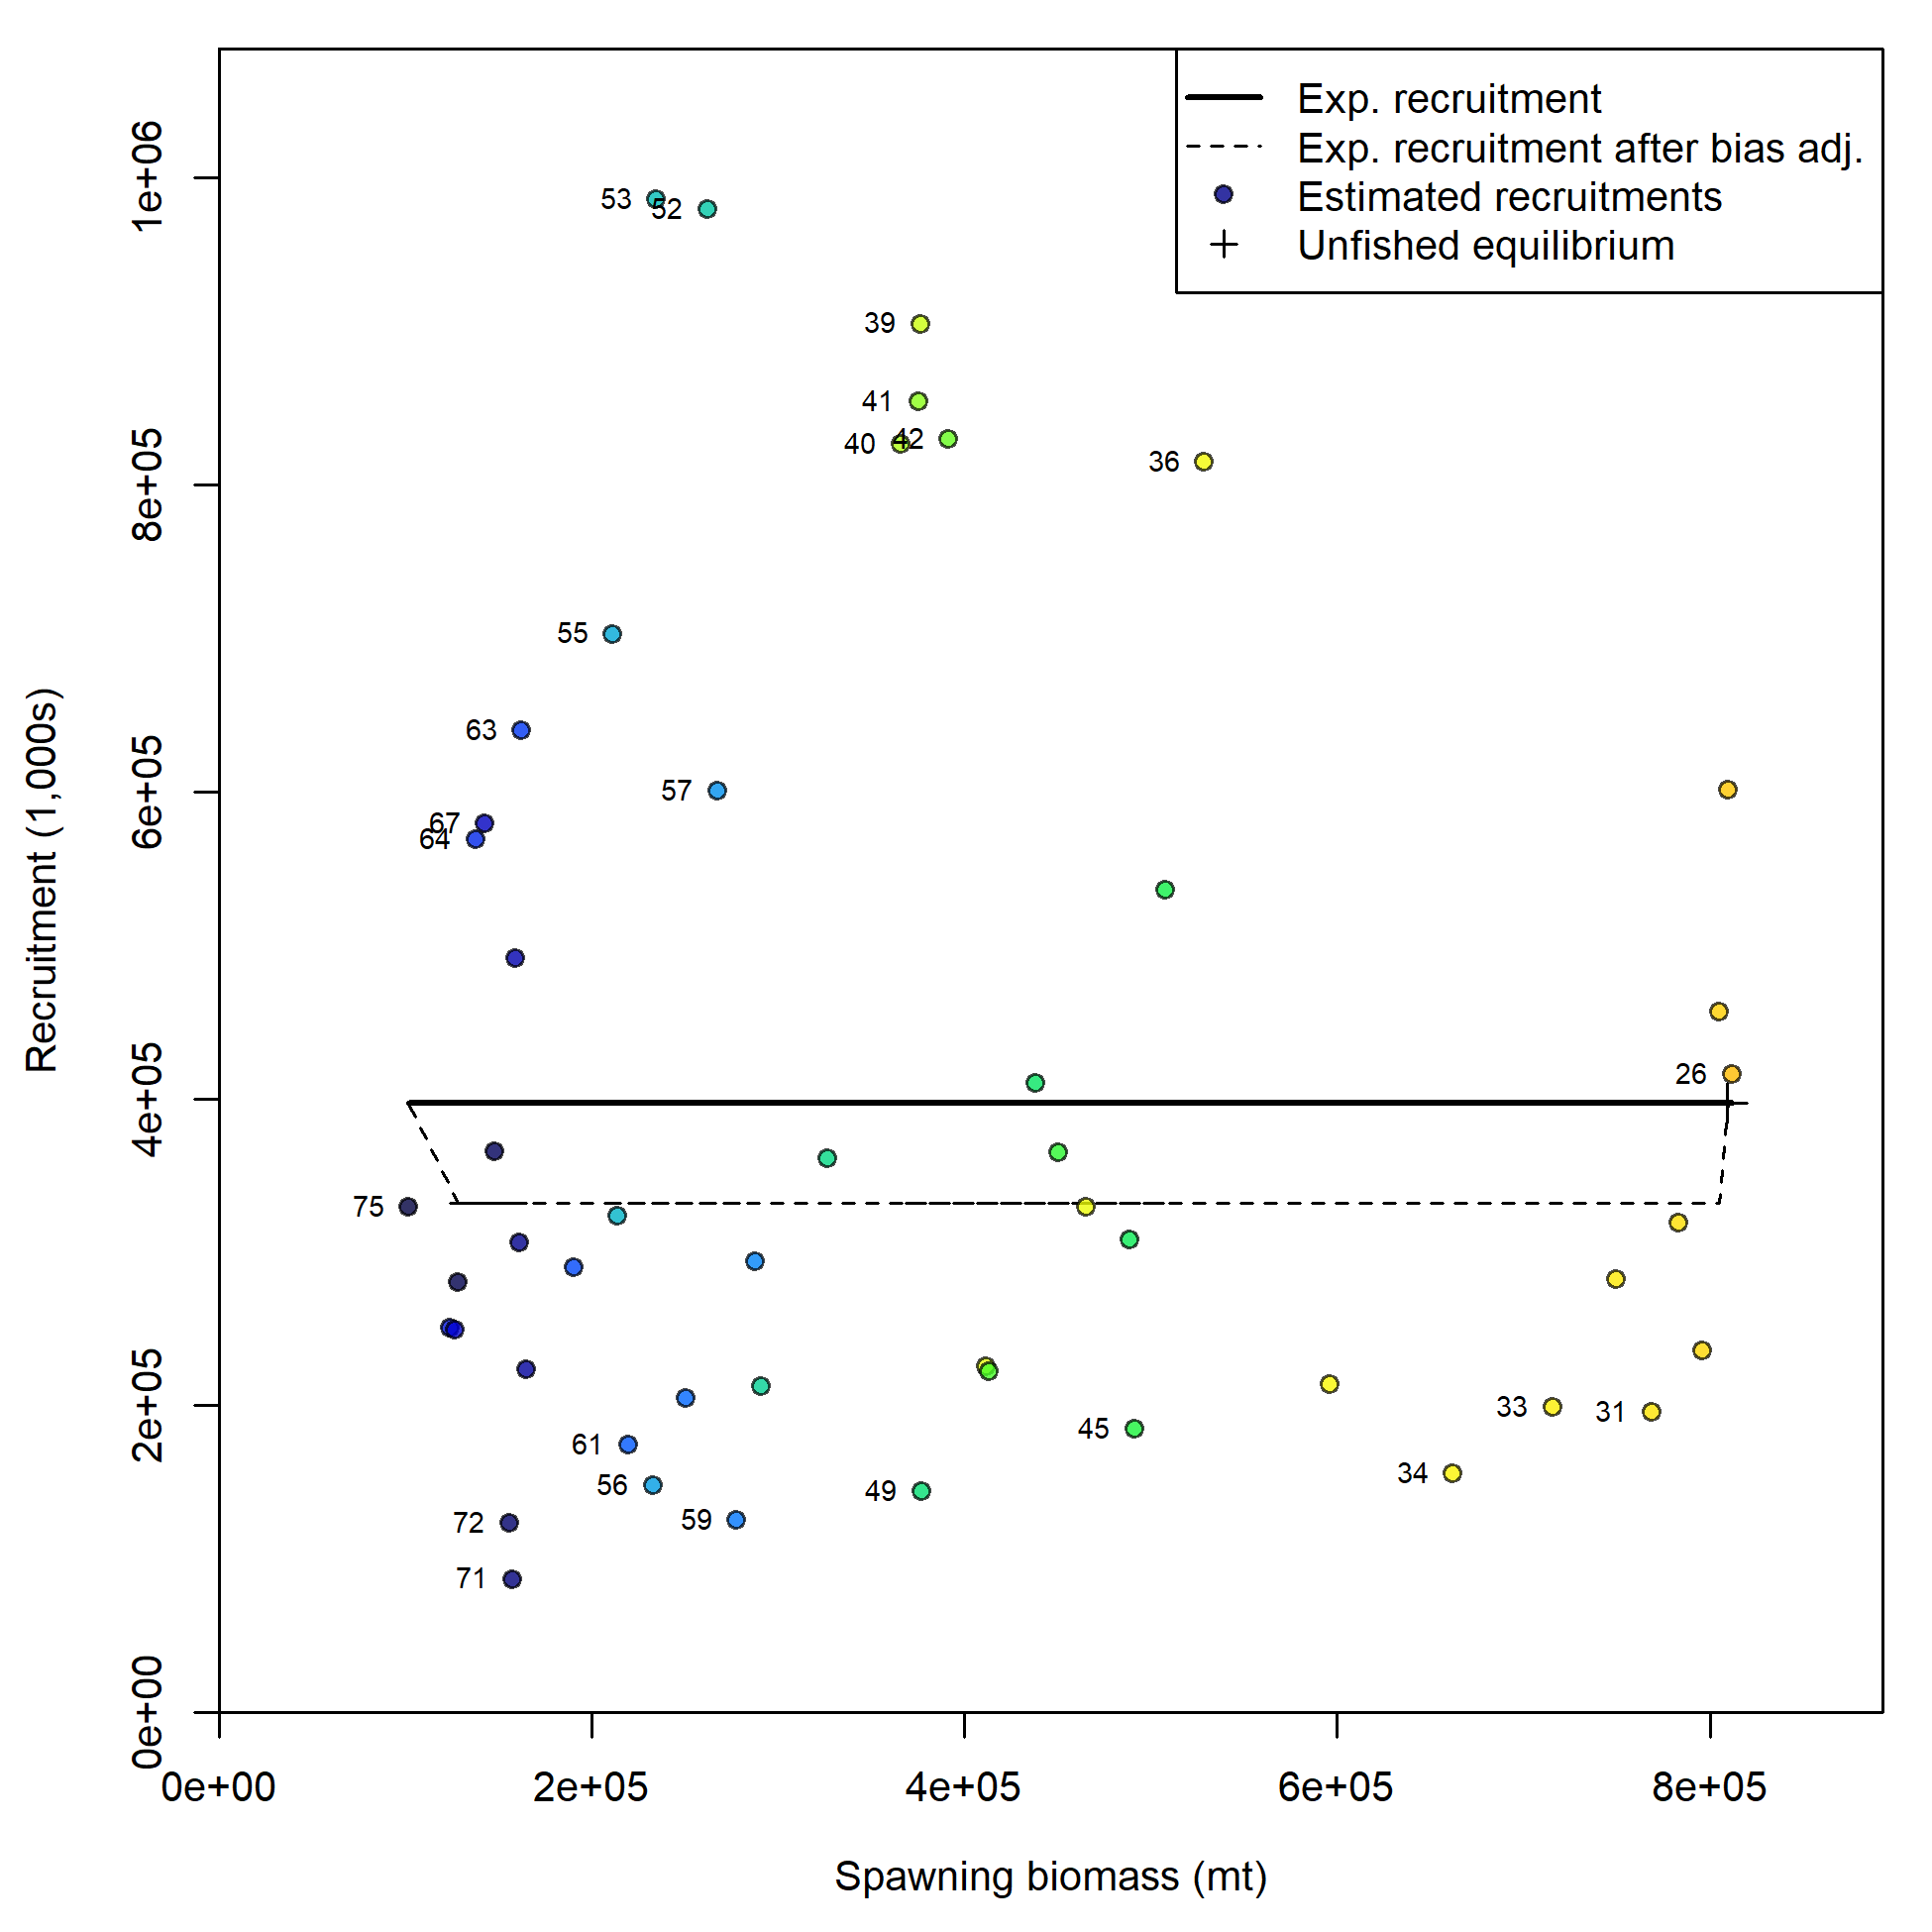 Exp. recruitment
Exp. recruitment after bias adj.
Estimated recruitments
Unfished equilibrium
1e+06
8e+05
6e+05
4e+05
2e+05
0e+00
Recruitment (1,000s)
53
52
39
41
40
42
36
55
63
57
67
64
26
75
33
31
45
61
34
56
49
72
59
71
0e+00
2e+05
4e+05
6e+05
8e+05
Spawning biomass (mt)